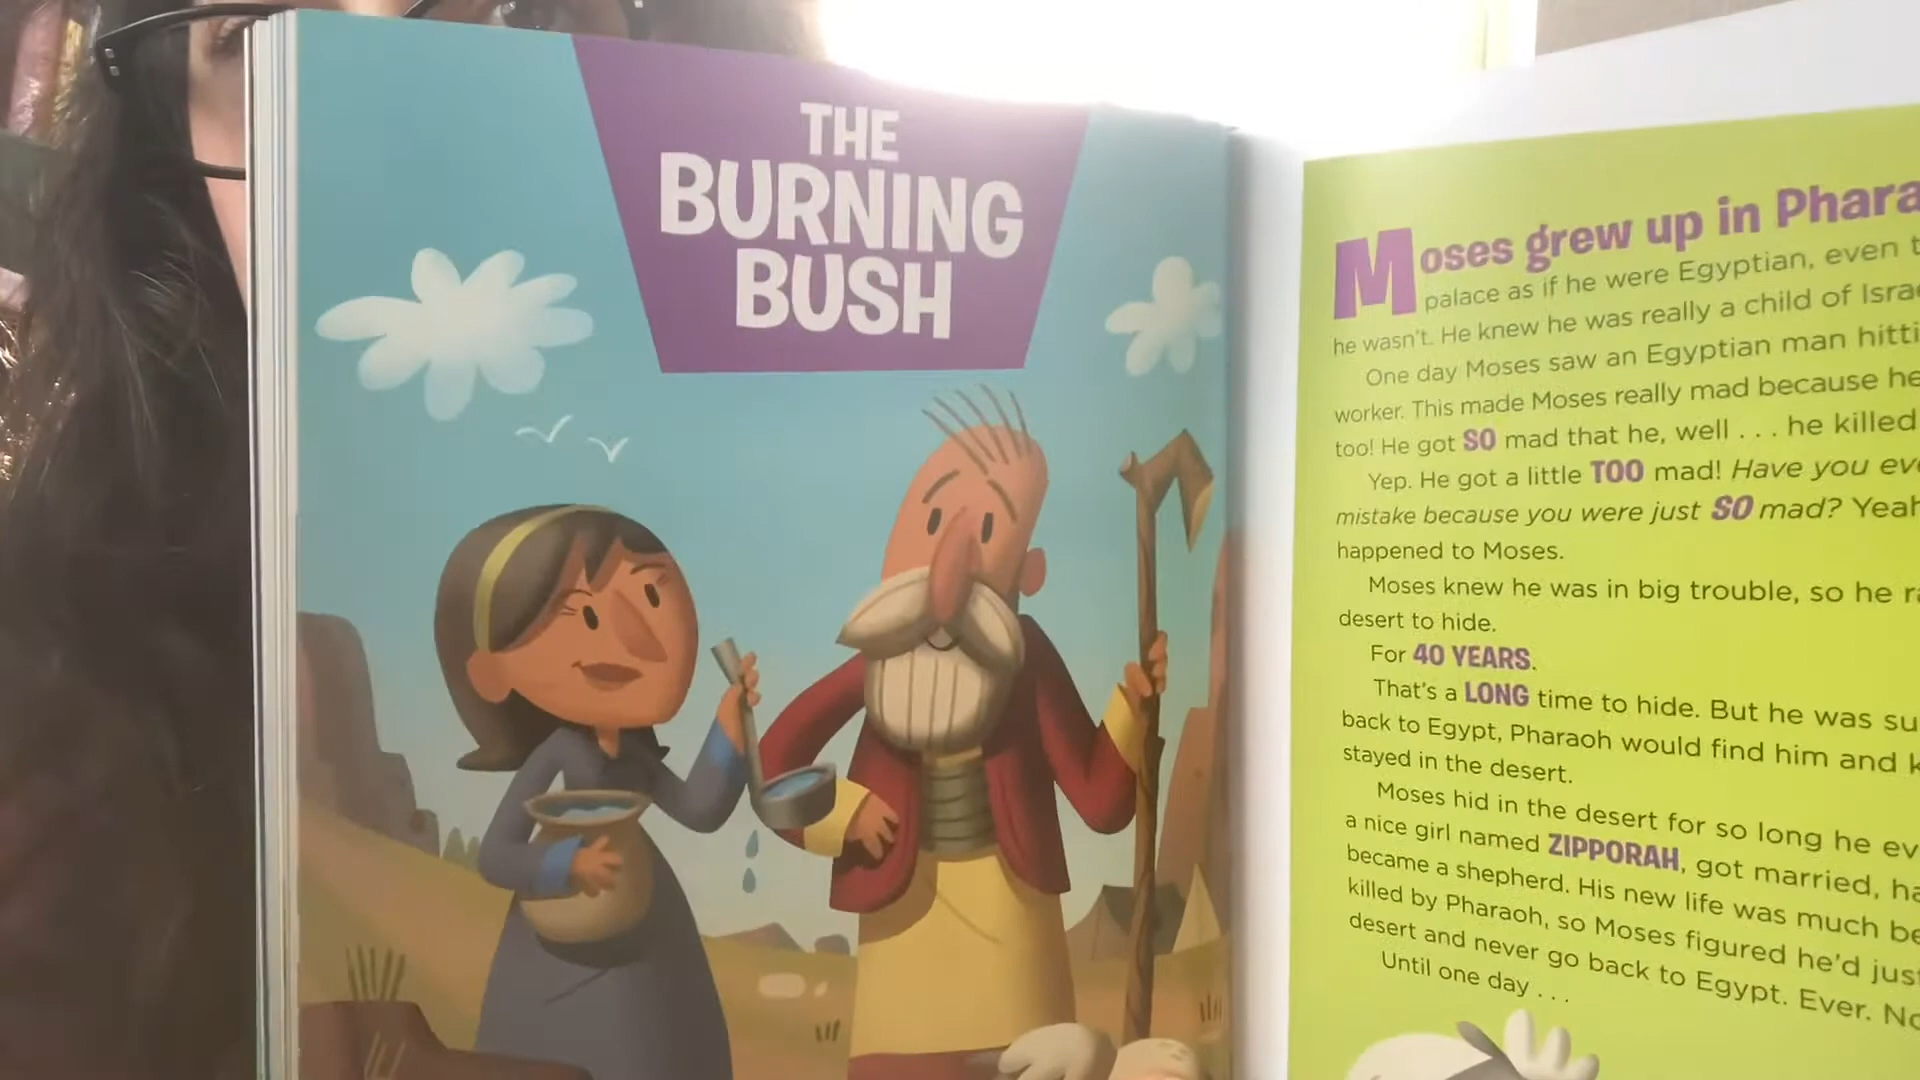 THE
BURNING
BUSH
Moses grew up in
palace as if he were Egyptian, even
he wasn't. He knew he was really a child of
One day Moses saw an Egyptian man
worker. This made Moses really mad because he
too! He got SO mad that he, well . . . he killed
Yep. He got a little TOO mad! Have you
mistake because you were just SO mad?
happened to Moses.
Moses knew he was in big trouble, so he
desert to hide.
For 40 YEARS.
That's a LONG time to hide. But he was
back to Egypt, Pharaoh would find him and
stayed in the desert.
Moses hid in the desert for so long he
a nice girl named ZIPPORAH, got married,
became a shepherd. His new life was much
killed by Pharaoh, so Moses figured he'd
desert and never go back to Egypt. Ever.
Until one day . . .